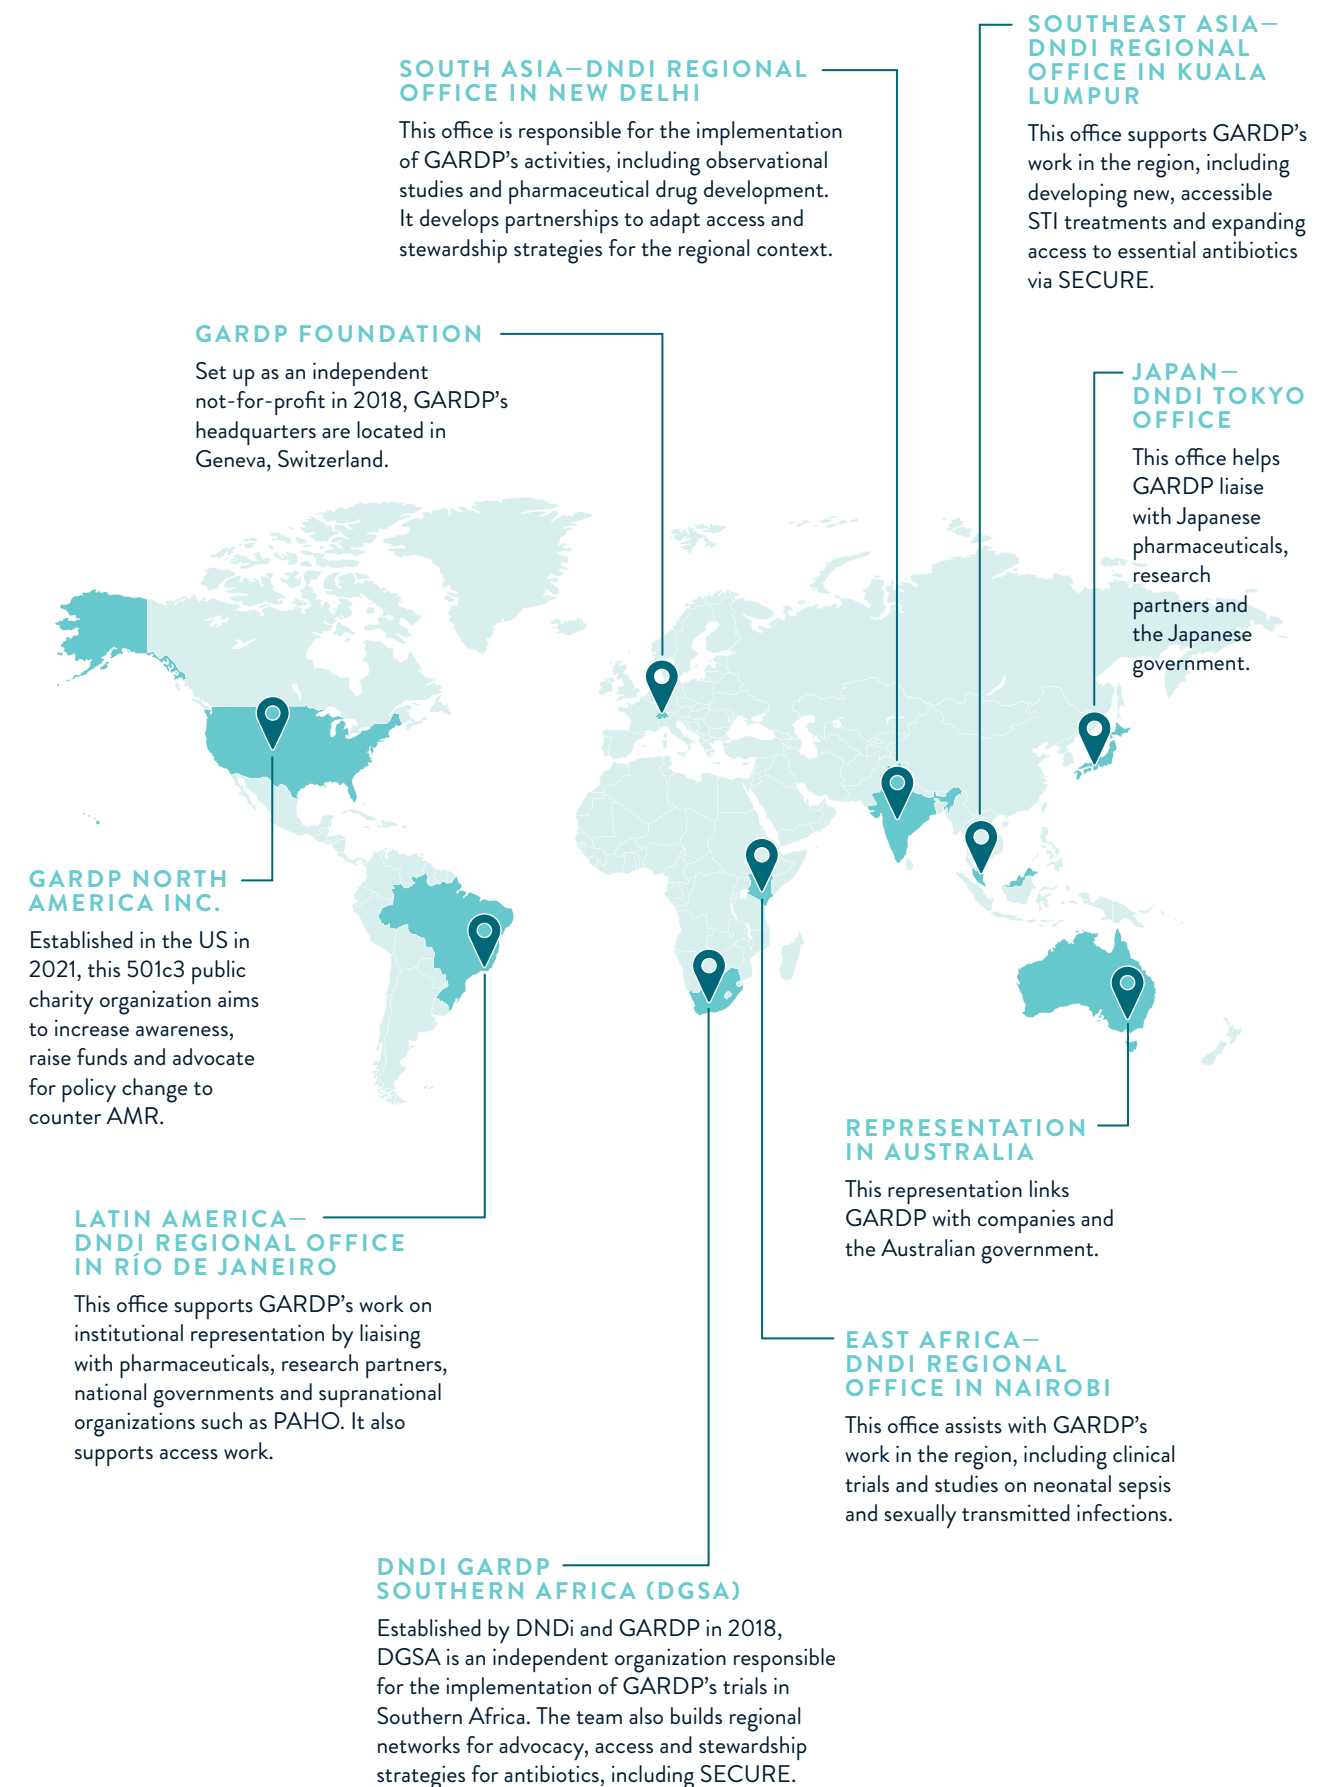 SOUTHEAST ASIA—
DNDI REGIONAL
OFFICE IN KUALA
LUMPUR
This office supports GARDP’s
work in the region, including
developing new, accessible
STI treatments and expanding
access to essential antibiotics
via SECURE.
SOUTH ASIA—DNDI REGIONAL
OFFICE IN NEW DELHI
This office is responsible for the implementation
of GARDP’s activities, including observational
studies and pharmaceutical drug development.
It develops partnerships to adapt access and
stewardship strategies for the regional context.
GARDP FOUNDATION
Set up as an independent
not-for-profit in 2018, GARDP’s
headquarters are located in
Geneva, Switzerland.
JAPAN—
DNDI TOKYO
OFFICE
This office helps
GARDP liaise
with Japanese
pharmaceuticals,
research
partners and
the Japanese
government.
GARDP NORTH
AMERICA INC.
Established in the US in
2021, this 501c3 public
charity organization aims
to increase awareness,
raise funds and advocate
for policy change to
counter AMR.
REPRESENTATION
IN AUSTRALIA
This representation links
GARDP with companies and
the Australian government.
LATIN AMERICA—
DNDI REGIONAL OFFICE
IN RÍO DE JANEIRO
This office supports GARDP’s work on
institutional representation by liaising
with pharmaceuticals, research partners,
national governments and supranational
organizations such as PAHO. It also
supports access work.
EAST AFRICA—
DNDI REGIONAL
OFFICE IN NAIROBI
This office assists with GARDP’s
work in the region, including clinical
trials and studies on neonatal sepsis
and sexually transmitted infections.
DNDI GARDP
SOUTHERN AFRICA (DGSA)
Established by DNDi and GARDP in 2018,
DGSA is an independent organization responsible
for the implementation of GARDP’s trials in
Southern Africa. The team also builds regional
networks for advocacy, access and stewardship
strategies for antibiotics, including SECURE.